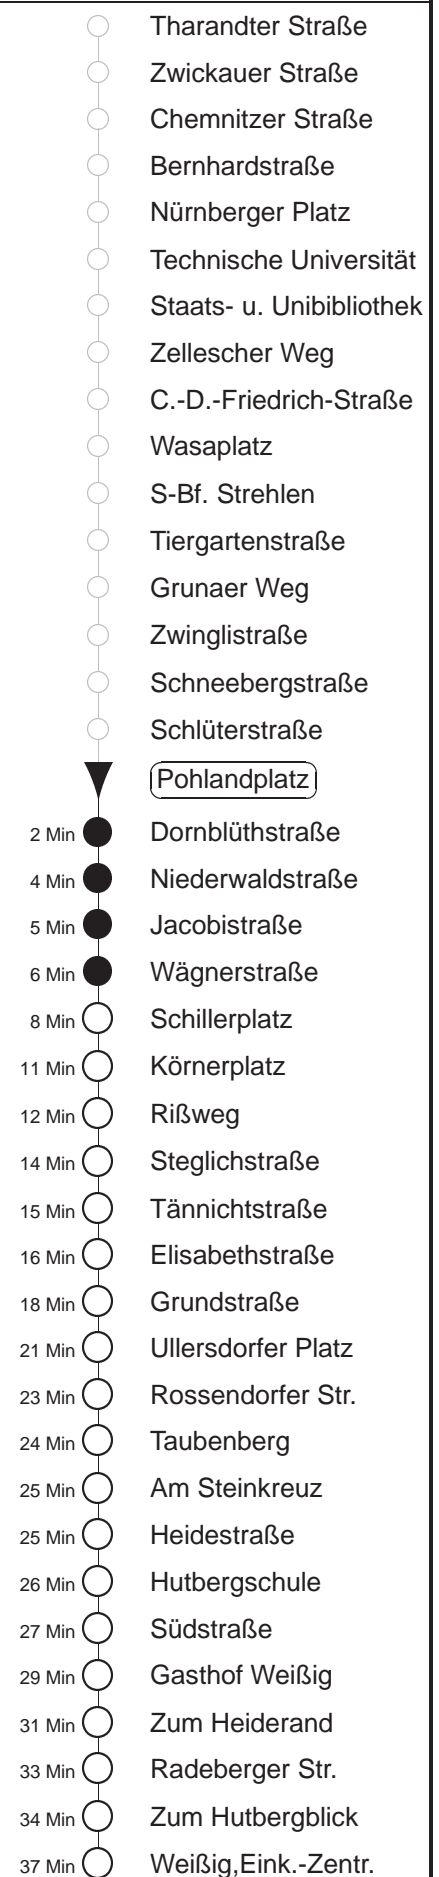 Tharandter Straße
Zwickauer Straße
Chemnitzer Straße
Bernhardstraße
Nürnberger Platz
Technische Universität
Staats- u. Unibibliothek
Zellescher Weg
C.-D.-Friedrich-Straße
Wasaplatz
S-Bf. Strehlen
Tiergartenstraße
Grunaer Weg
Zwinglistraße
Schneebergstraße
Schlüterstraße
Pohlandplatz
2 Min Dornblüthstraße
4 Min Niederwaldstraße
5 Min Jacobistraße
6 Min Wägnerstraße
8 Min Schillerplatz
11 Min Körnerplatz
12 Min Rißweg
14 Min Steglichstraße
15 Min Tännichtstraße
16 Min Elisabethstraße
18 Min Grundstraße
21 Min Ullersdorfer Platz
23 Min Rossendorfer Str.
24 Min Taubenberg
25 Min Am Steinkreuz
25 Min Heidestraße
26 Min Hutbergschule
27 Min Südstraße
29 Min Gasthof Weißig
31 Min Zum Heiderand
33 Min Radeberger Str.
34 Min Zum Hutbergblick
37 Min Weißig,Eink.-Zentr.